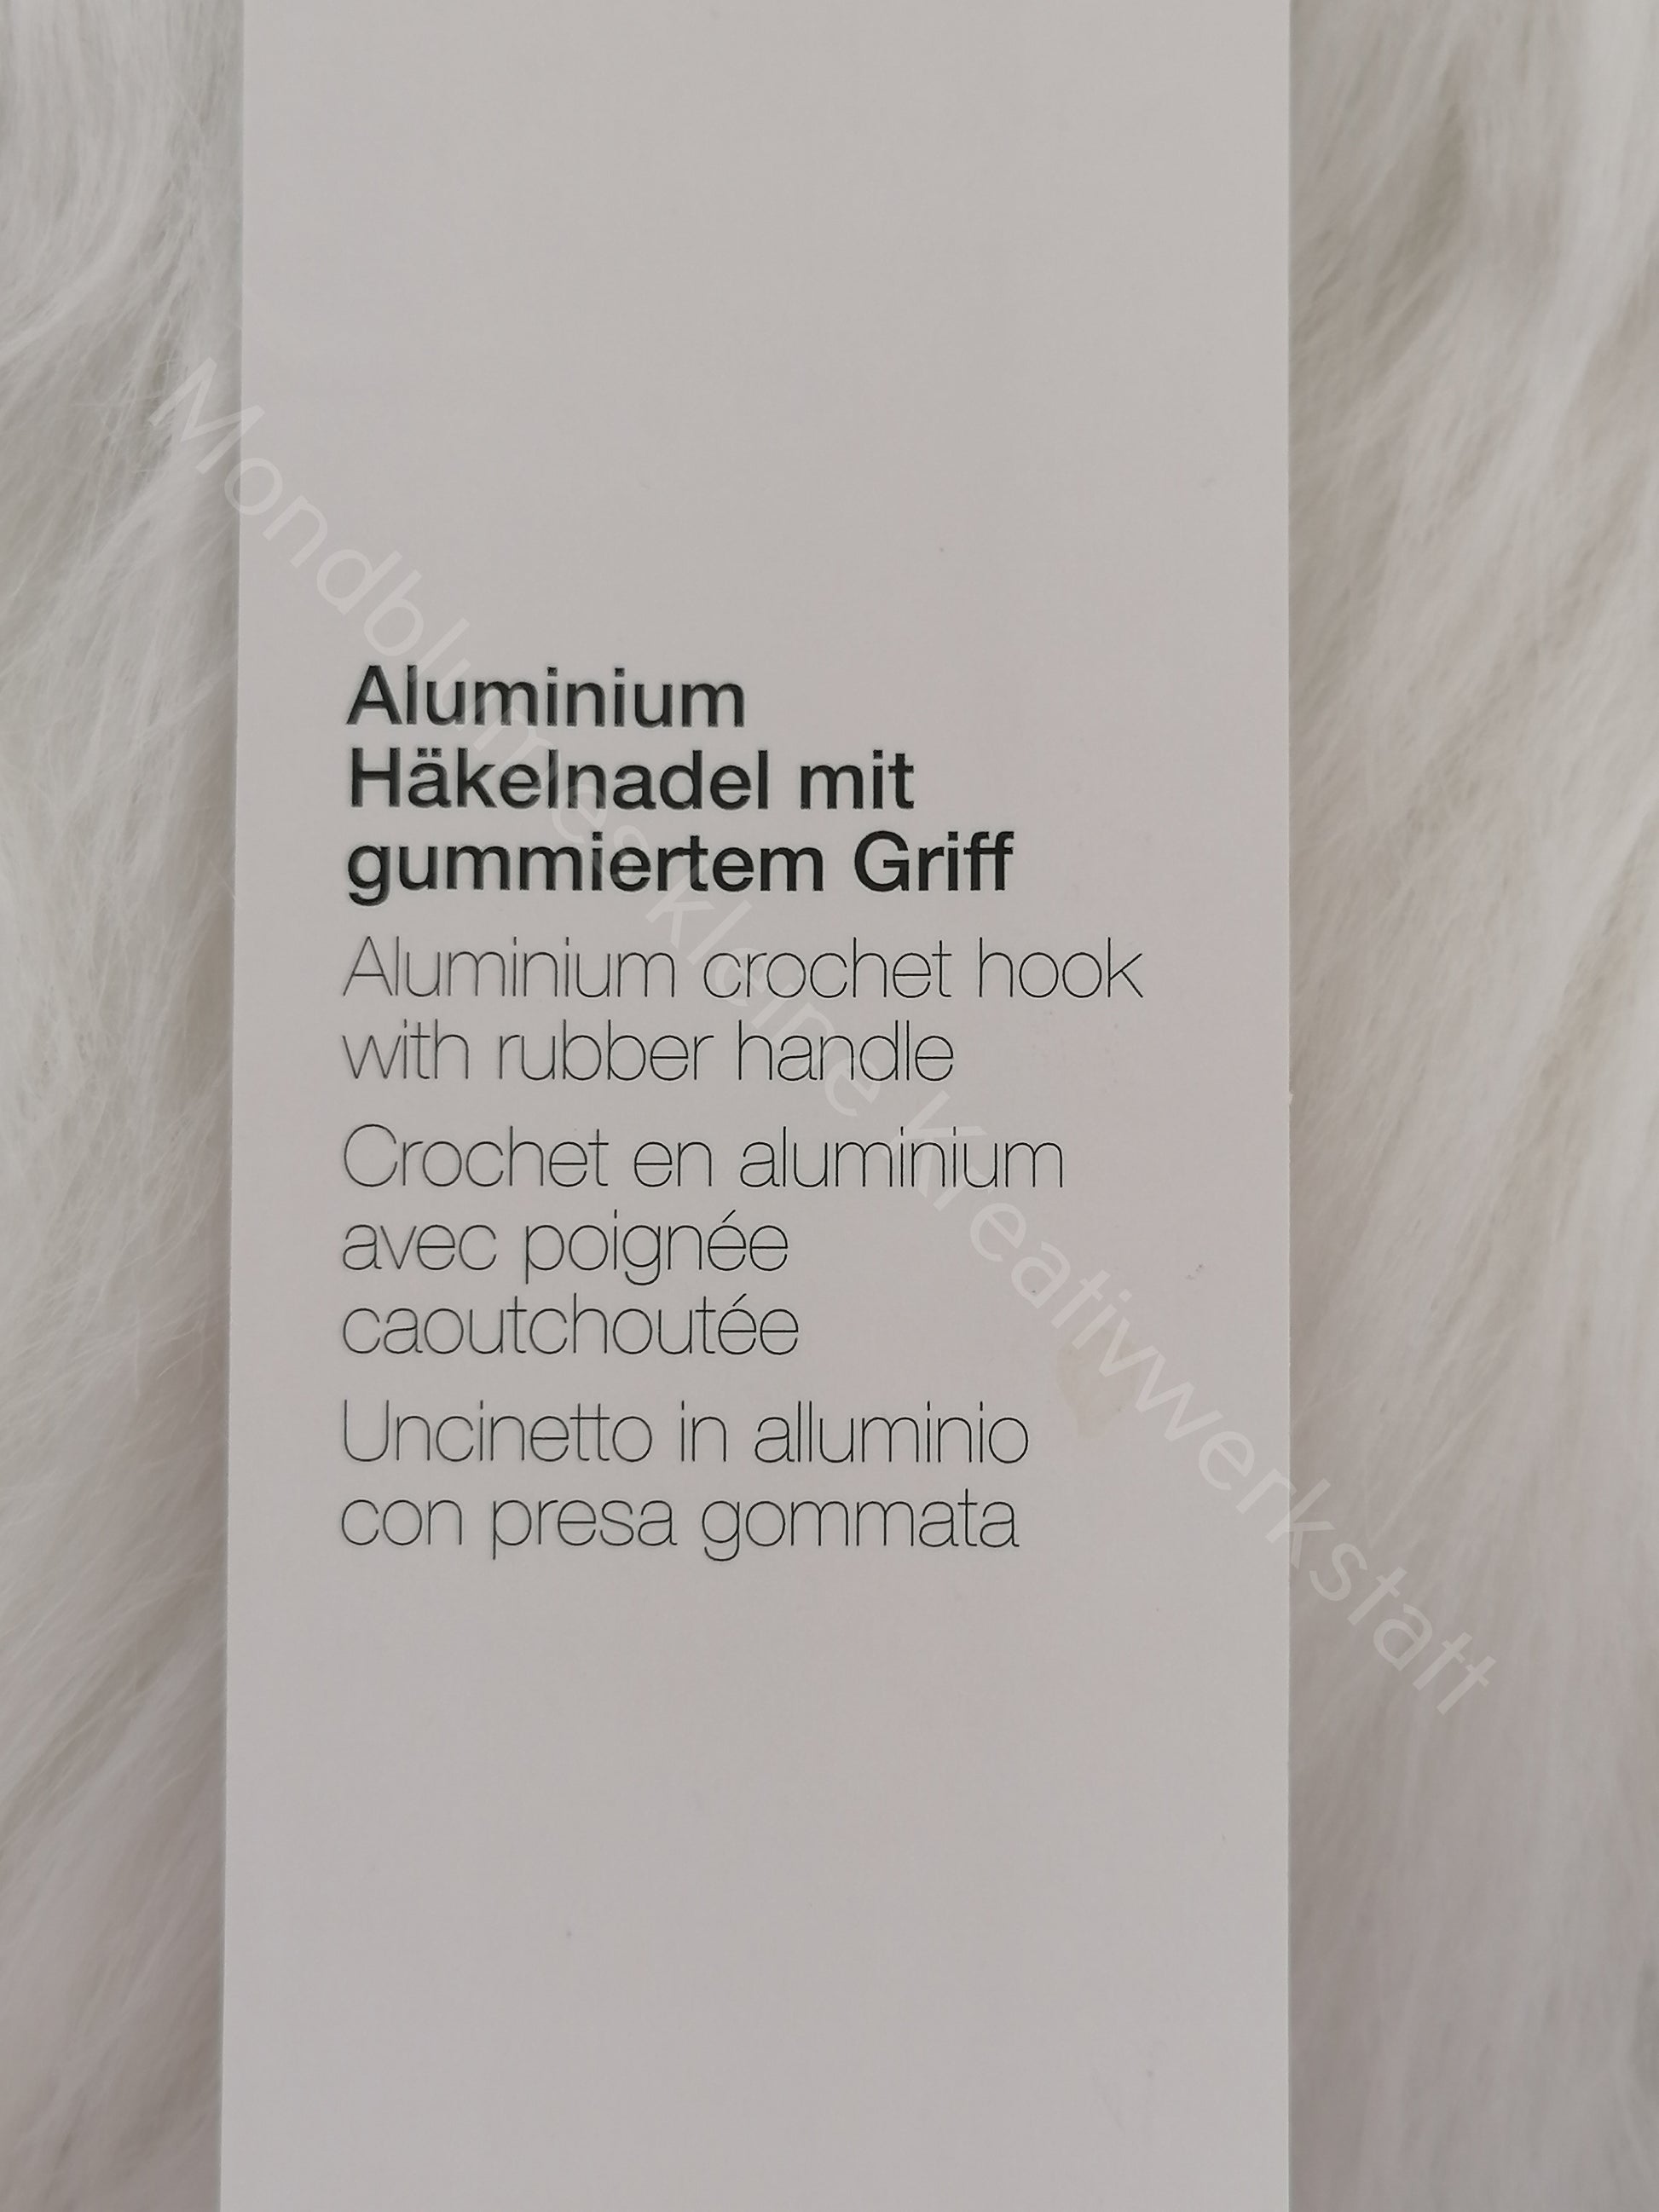 Aluminium
Häkelnadel mit
gummiertem Griff
Aluminium crochet hook
with rubber handle
Crochet en aluminium
avec poignée
caoutchoutée
Uncinetto in alluminio
con presa gommata
Mondblumes kleine Kreativwerkstatt